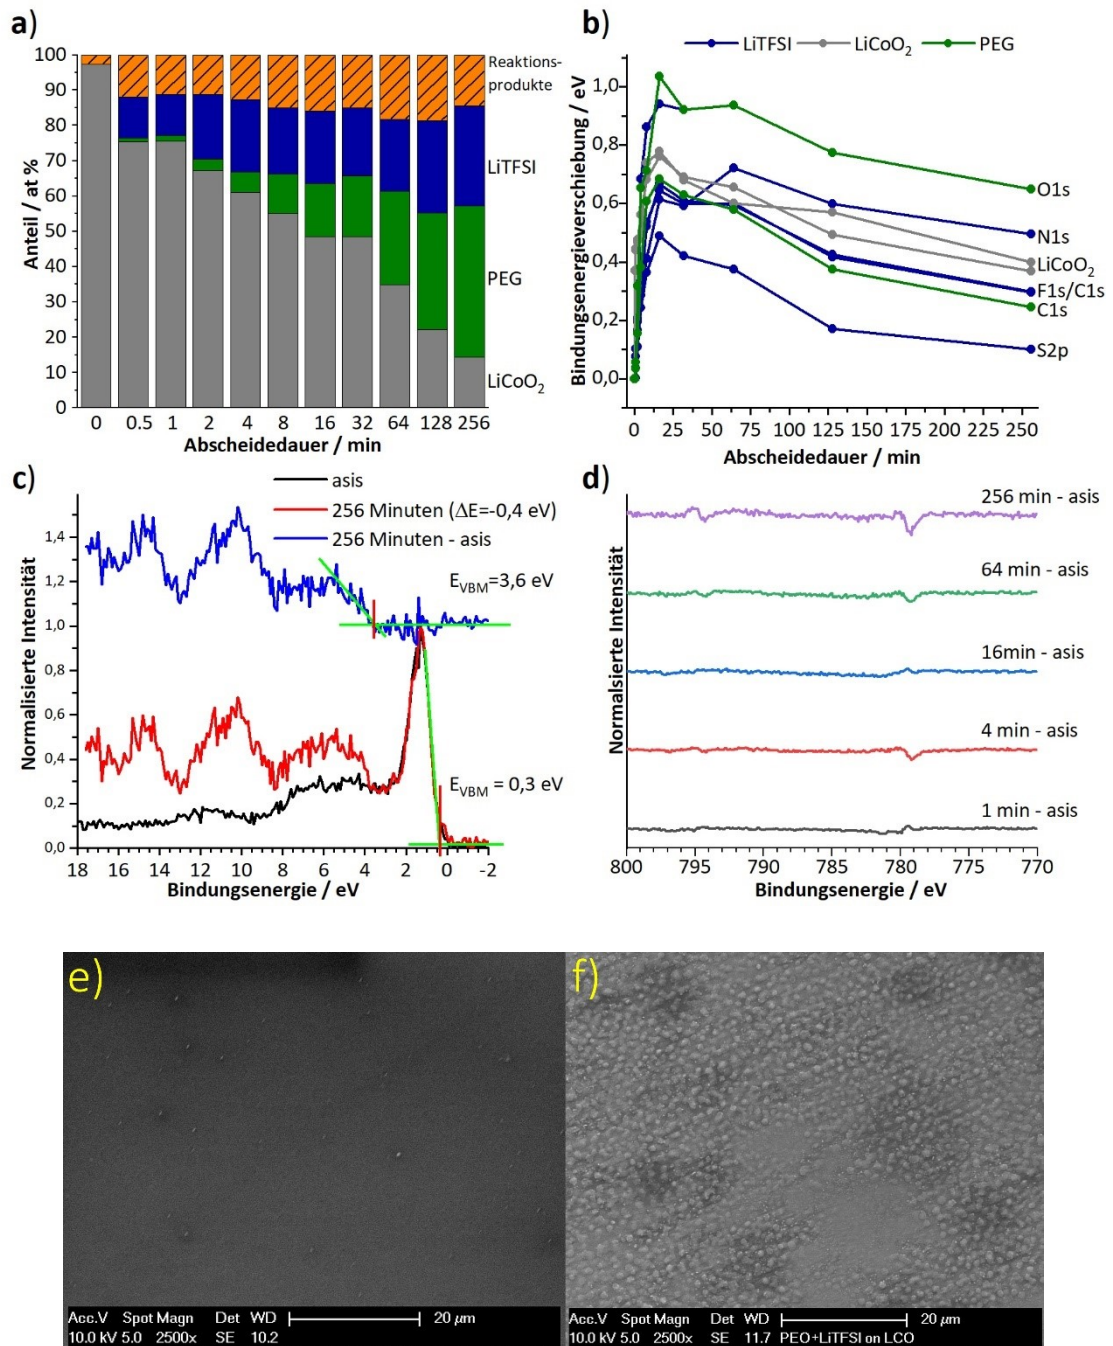 a)
100
90
80
70
60
50
40
30
20
10
0
Anteil / at %
0 0.5 1 2 4 8 16 32 64 128 256
Abscheidedauer / min
Reaktions-
produkte
LiTFSI
PEG
LiCoO₂
b)
LiTFSI LiCoO₂ PEG
1,0
0,8
0,6
0,4
0,2
0,0
Bindungsenergieverschiebung / eV
0 25 50 75 100 125 150 175 200 225 250
Abscheidedauer / min
O1s
N1s
LiCoO₂
F1s/C1s
C1s
S2p
c)
asis
256 Minuten (ΔE=-0,4 eV)
256 Minuten - asis
E_VBM=3,6 eV
E_VBM = 0,3 eV
1,4
1,2
1,0
0,8
0,6
0,4
0,2
0,0
Normalisierte Intensität
18 16 14 12 10 8 6 4 2 0 -2
Bindungsenergie / eV
d)
256 min - asis
64 min - asis
16min - asis
4 min - asis
1 min - asis
Normalsierte Intensität
800 795 790 785 780 775 770
Bindungsenergie / eV
e)
Acc.V Spot Magn Det WD 20 µm
10.0 kV 5.0 2500x SE 10.2
f)
Acc.V Spot Magn Det WD 20 µm
10.0 kV 5.0 2500x SE 11.7 PEO+LiTFSI on LCO